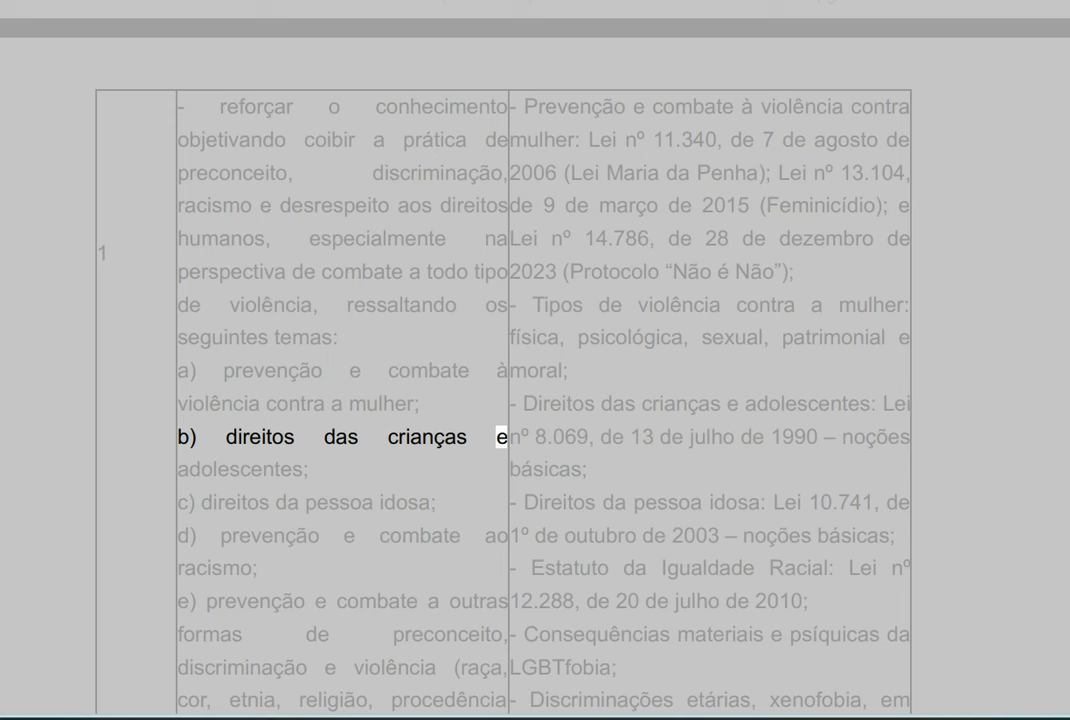 1
- reforçar o conhecimento
objetivando coibir a prática de
preconceito, discriminação,
racismo e desrespeito aos direitos
humanos, especialmente na
perspectiva de combate a todo tipo
de violência, ressaltando os
seguintes temas:
a) prevenção e combate à
violência contra a mulher;
b) direitos das crianças e
adolescentes;
c) direitos da pessoa idosa;
d) prevenção e combate ao
racismo;
e) prevenção e combate a outras
formas de preconceito,
discriminação e violência (raça,
cor, etnia, religião, procedência
- Prevenção e combate à violência contra
mulher: Lei nº 11.340, de 7 de agosto de
2006 (Lei Maria da Penha); Lei nº 13.104,
de 9 de março de 2015 (Feminicídio); e
Lei nº 14.786, de 28 de dezembro de
2023 (Protocolo “Não é Não”);
- Tipos de violência contra a mulher:
física, psicológica, sexual, patrimonial e
moral;
- Direitos das crianças e adolescentes: Lei
nº 8.069, de 13 de julho de 1990 – noções
básicas;
- Direitos da pessoa idosa: Lei 10.741, de
1º de outubro de 2003 – noções básicas;
- Estatuto da Igualdade Racial: Lei nº
12.288, de 20 de julho de 2010;
- Consequências materiais e psíquicas da
LGBTfobia;
- Discriminações etárias, xenofobia, em